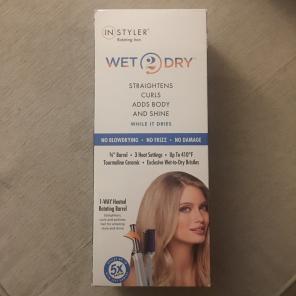 INSTYLER
Rotating Iron
WET 2 DRY™
STRAIGHTENS
CURLS
ADDS BODY
AND SHINE
WHILE IT DRIES
NO BLOWDRYING • NO FRIZZ • NO DAMAGE
¾" Barrel • 3 Heat Settings • Up To 410°F
Tourmaline Ceramic • Exclusive Wet-to-Dry Bristles
1-WAY Heated
Rotating Barrel
5X